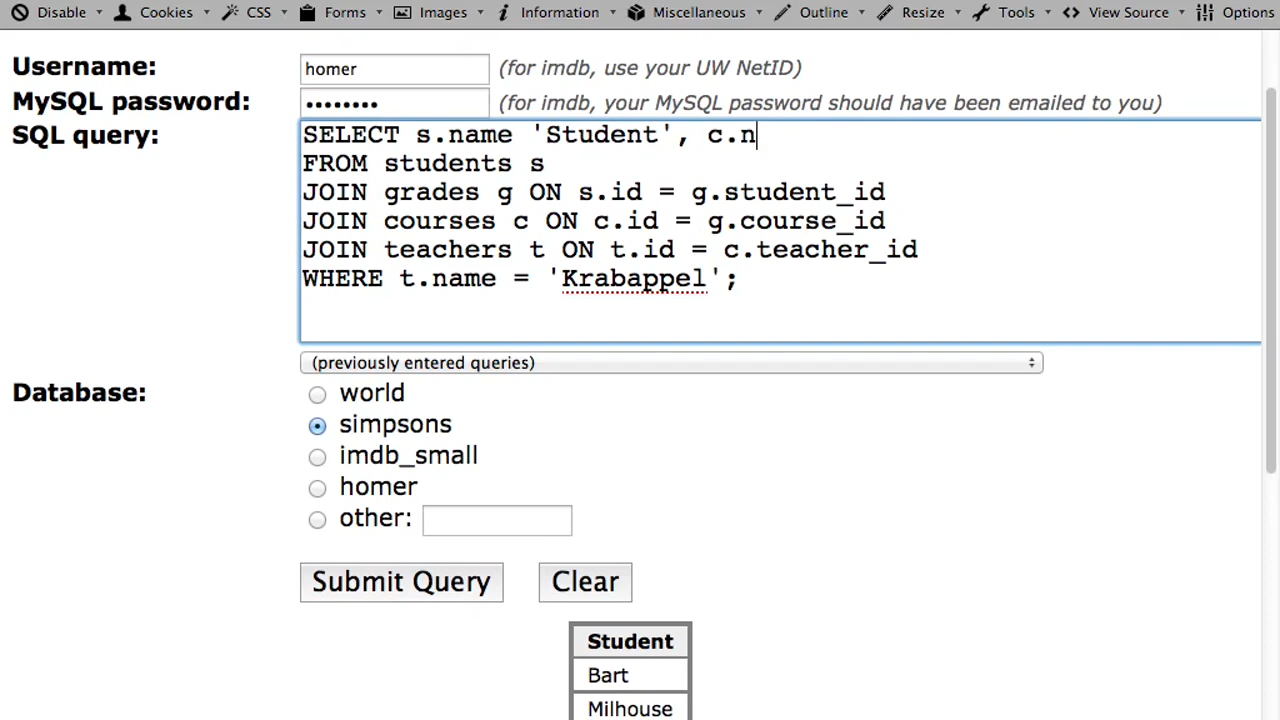 Disable Cookies CSS Forms Images Information Miscellaneous Outline Resize Tools View Source Options
Username: homer (for imdb, use your UW NetID)
MySQL password: •••••••• (for imdb, your MySQL password should have been emailed to you)
SQL query:
SELECT s.name 'Student', c.n
FROM students s
JOIN grades g ON s.id = g.student_id
JOIN courses c ON c.id = g.course_id
JOIN teachers t ON t.id = c.teacher_id
WHERE t.name = 'Krabappel';
(previously entered queries)
Database: world
simpsons
imdb_small
homer
other:
Submit Query Clear
Student
Bart
Milhouse